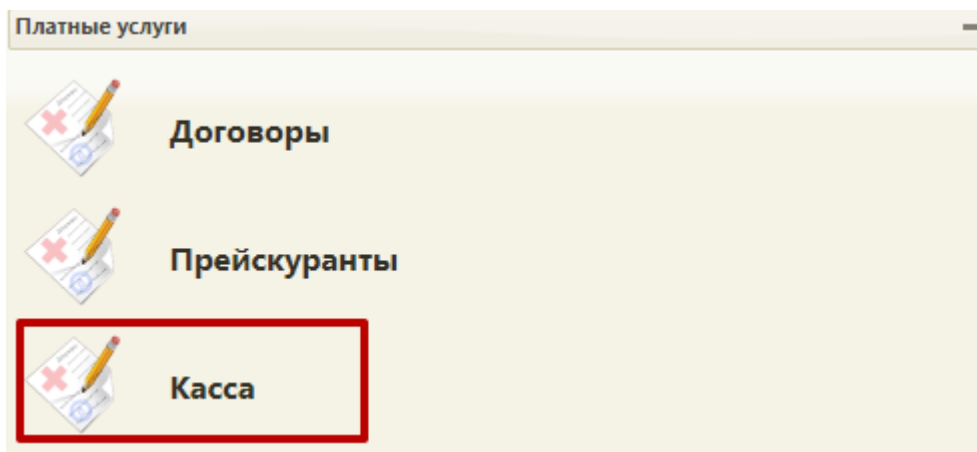 Платные услуги
Договоры
Прейскуранты
Касса